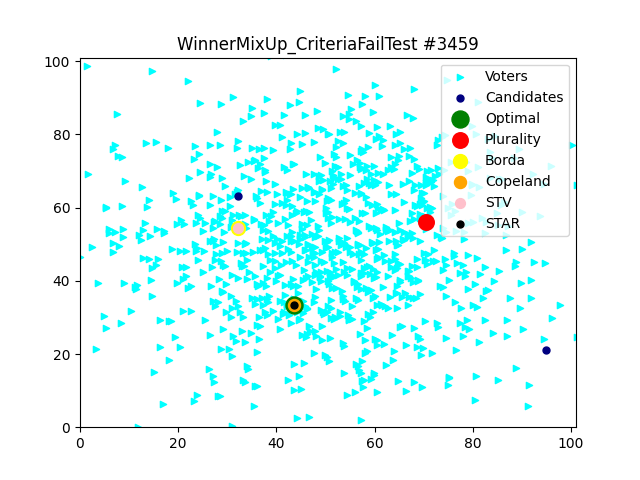 WinnerMixUp_CriteriaFailTest #3459
100
80
60
40
20
0
0
20
40
60
80
100
Voters
Candidates
Optimal
Plurality
Borda
Copeland
STV
STAR